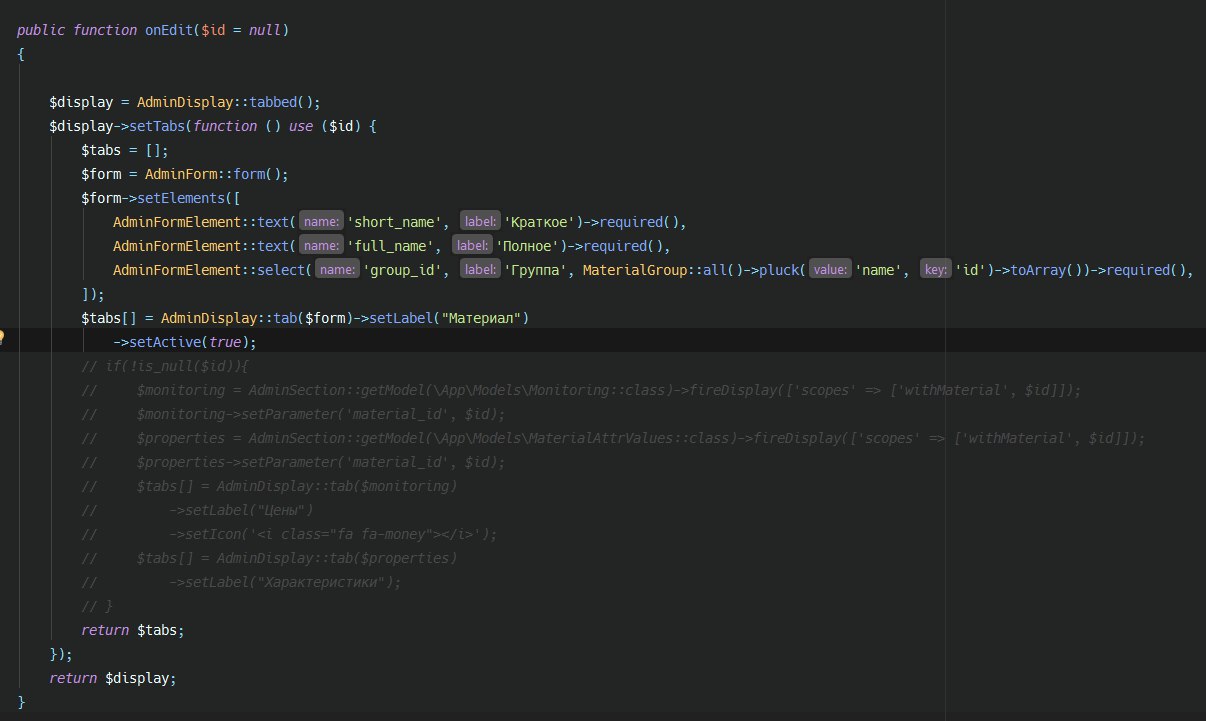 public function onEdit($id = null)
{
$display = AdminDisplay::tabbed();
$display->setTabs(function () use ($id) {
$tabs = [];
$form = AdminForm::form();
$form->setElements([
AdminFormElement::text( name: 'short_name', label: 'Краткое')->required(),
AdminFormElement::text( name: 'full_name', label: 'Полное')->required(),
AdminFormElement::select( name: 'group_id', label: 'Группа', MaterialGroup::all()->pluck( value: 'name', key: 'id')->toArray())->required(),
]);
$tabs[] = AdminDisplay::tab($form)->setLabel("Материал")
->setActive(true);
// if(!is_null($id)){
// $monitoring = AdminSection::getModel(\App\Models\Monitoring::class)->fireDisplay(['scopes' => ['withMaterial', $id]]);
// $monitoring->setParameter('material_id', $id);
// $properties = AdminSection::getModel(\App\Models\MaterialAttrValues::class)->fireDisplay(['scopes' => ['withMaterial', $id]]);
// $properties->setParameter('material_id', $id);
// $tabs[] = AdminDisplay::tab($monitoring)
// ->setLabel("Цены")
// ->setIcon('<i class="fa fa-money"></i>');
// $tabs[] = AdminDisplay::tab($properties)
// ->setLabel("Характеристики");
// }
return $tabs;
});
return $display;
}